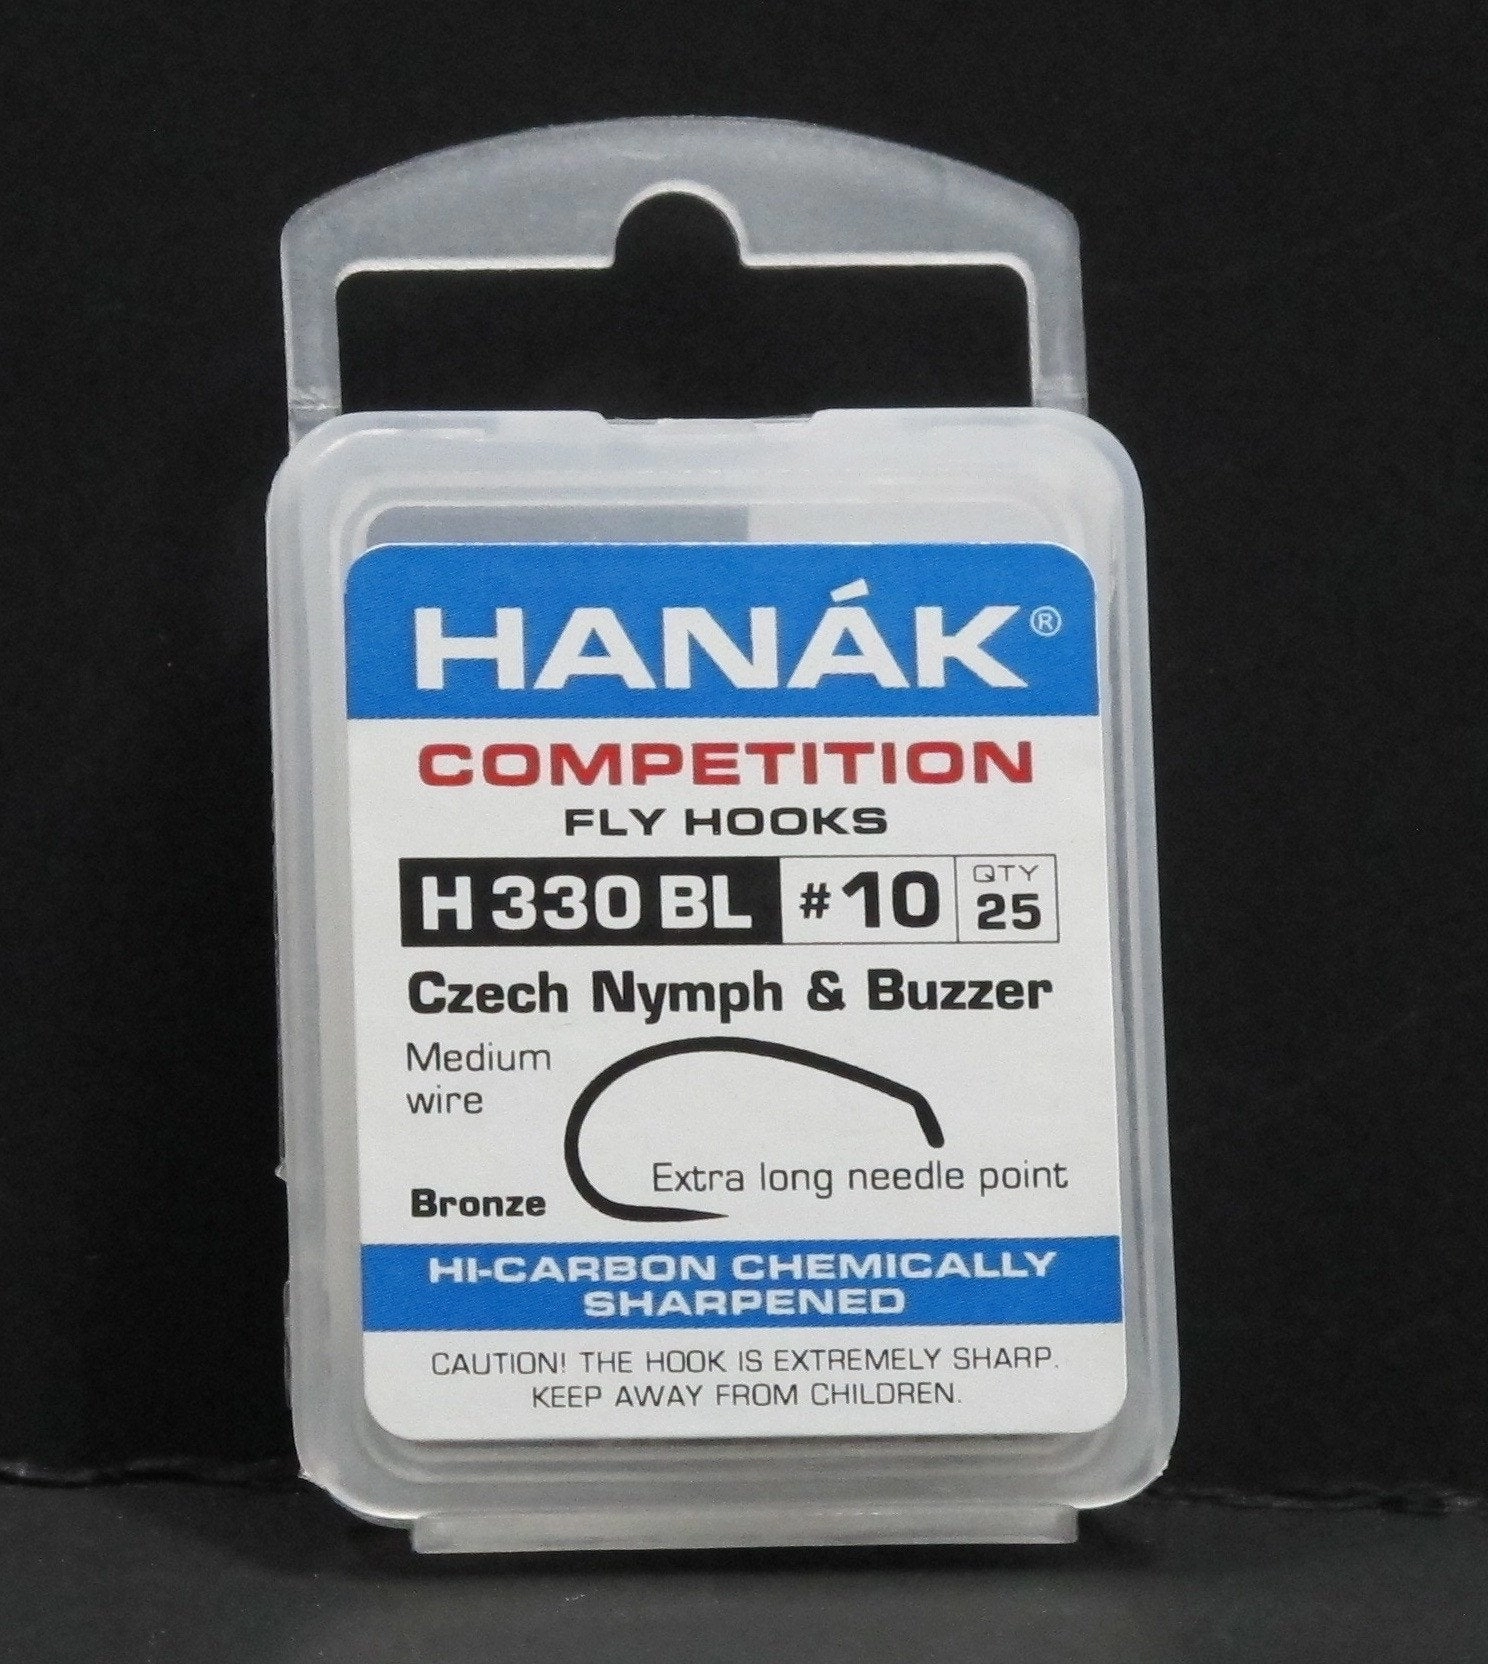 HANÁK®
COMPETITION
FLY HOOKS
H 330 BL #10 QTY 25
Czech Nymph & Buzzer
Medium
wire
Extra long needle point
Bronze
HI-CARBON CHEMICALLY
SHARPENED
CAUTION! THE HOOK IS EXTREMELY SHARP.
KEEP AWAY FROM CHILDREN.